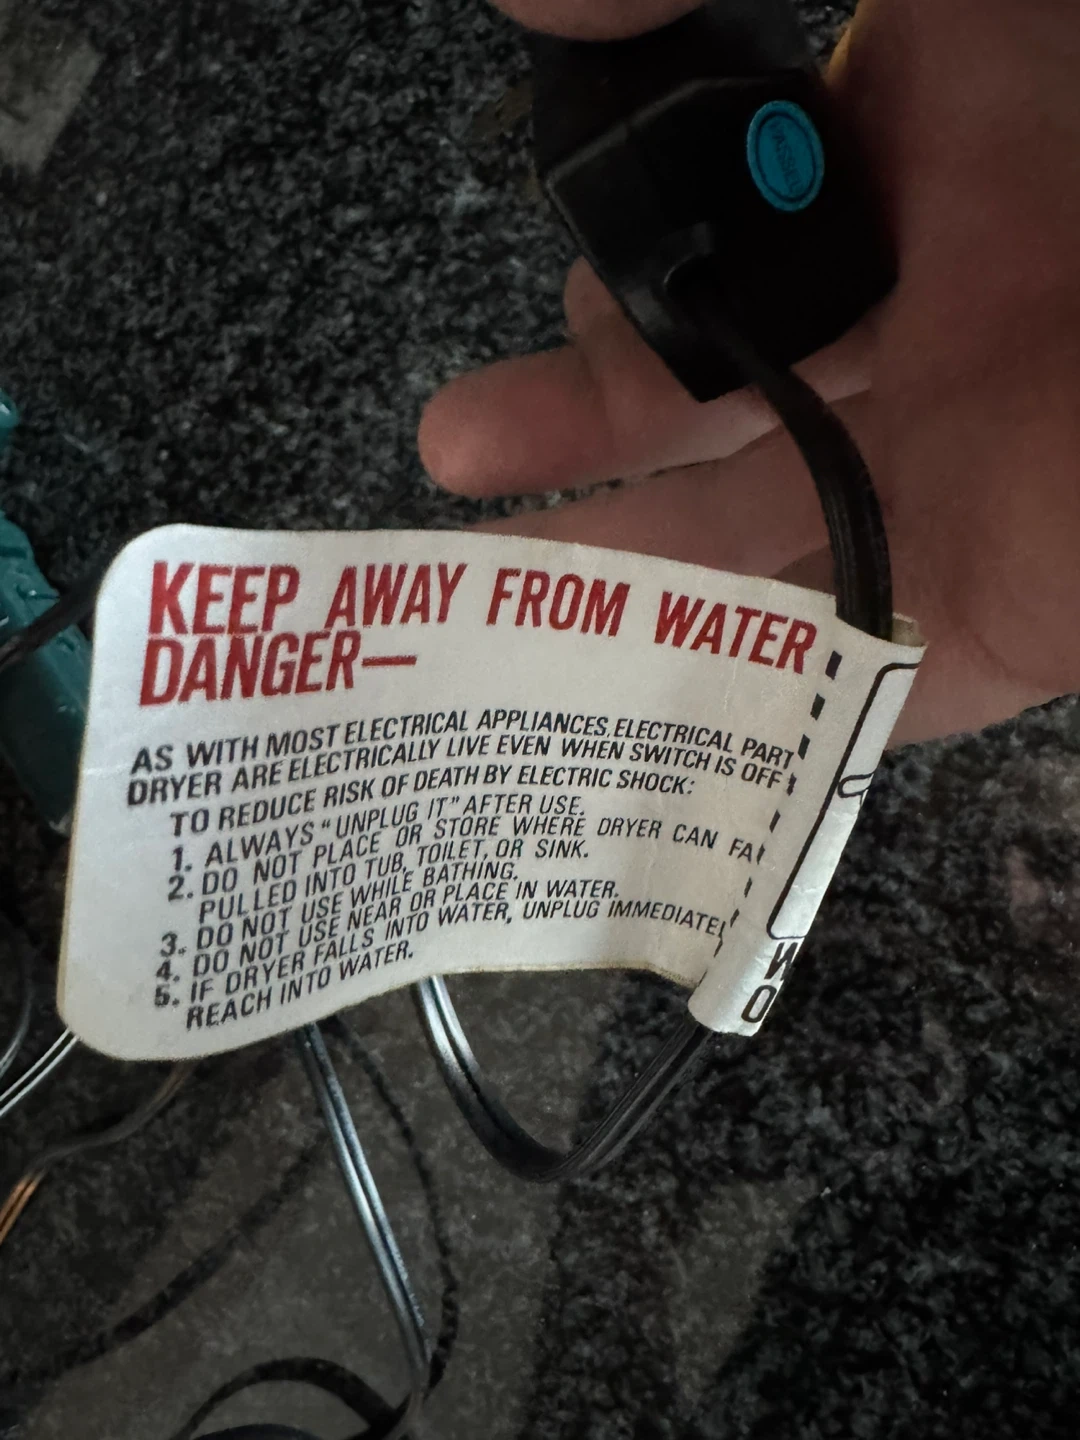 PASSED
KEEP AWAY FROM WATER
DANGER—
AS WITH MOST ELECTRICAL APPLIANCES, ELECTRICAL PART
DRYER ARE ELECTRICALLY LIVE EVEN WHEN SWITCH IS OFF
TO REDUCE RISK OF DEATH BY ELECTRIC SHOCK:
1. ALWAYS "UNPLUG IT" AFTER USE.
2. DO NOT PLACE OR STORE WHERE DRYER CAN FA
PULLED INTO TUB, TOILET, OR SINK.
3. DO NOT USE WHILE BATHING.
4. DO NOT USE NEAR OR PLACE IN WATER.
5. IF DRYER FALLS INTO WATER, UNPLUG IMMEDIATEL
REACH INTO WATER.
W
O